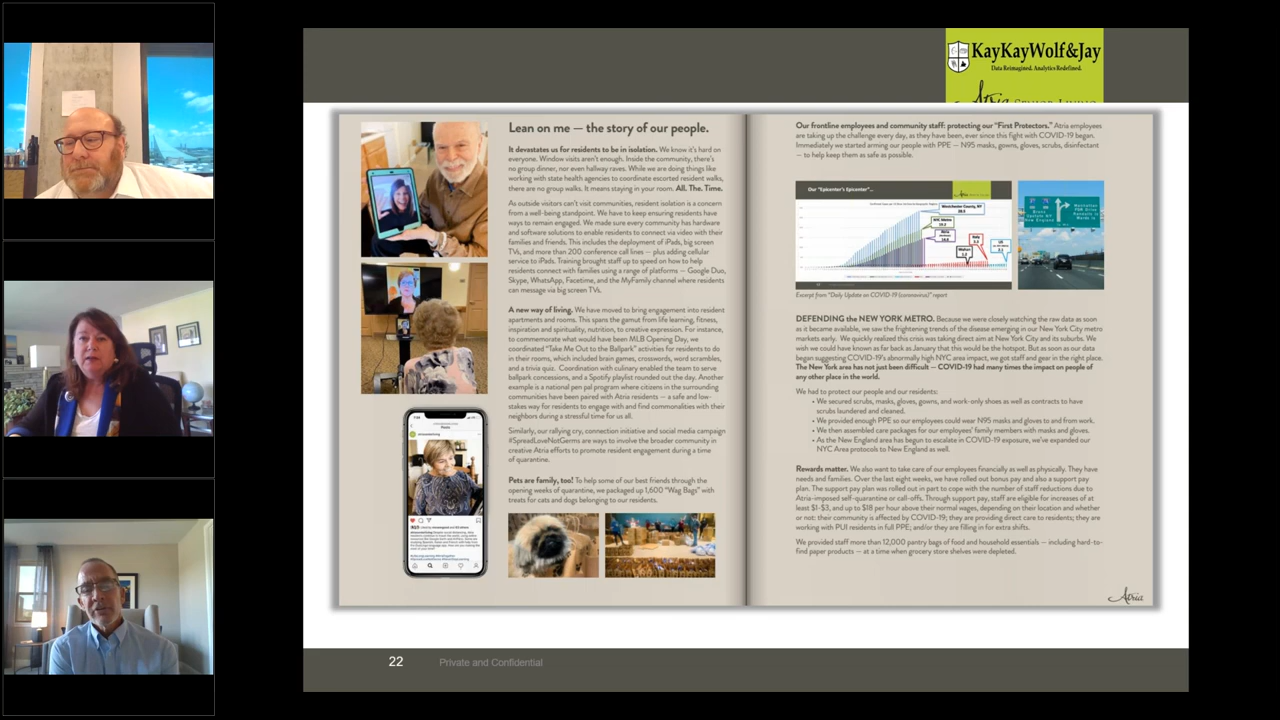 KayKayWolf&Jay
Data Reimagined. Analytics Redefined.
Lean on me — the story of our people.
It devastates us for residents to be in isolation. We know it's hard on
everyone. Window visits aren't enough. Inside the community, there's
no group dinner, nor even hallway raves. While we are doing things like
working with state health agencies to coordinate escorted resident walks,
there are no group walks. It means staying in your room. All. The. Time.
As outside visitors can't visit communities, resident isolation is a concern
from a well-being standpoint. We have to keep ensuring residents have
ways to remain engaged. We made sure every community has hardware
and software solutions to enable residents to connect via video with their
families and friends. This includes the deployment of iPads, big screen
TVs, and more than 200 conference call lines — plus adding cellular
service to iPads. Training brought staff up to speed on how to help
residents connect with families using a range of platforms — Google Duo,
Skype, WhatsApp, Facetime, and the MyFamily channel where residents
can message via big screen TVs.
A new way of living. We've moved to bring engagement into resident
apartments and rooms. This spans the gamut from life learning, fitness,
inspiration and spirituality, nutrition, to creative expression. For instance,
to commemorate what would have been MLB Opening Day, we
coordinated "Take Me Out to the Ballpark" activities for residents to do
in their rooms, which included brain games, crosswords, word scrambles,
and a trivia quiz. Coordination with culinary enabled the team to serve
ballpark concessions, and a Spotify playlist rounded out the day. Another
example is a national pen pal program where citizens in the surrounding
communities have been paired with Atria residents — a safe and low-
stakes way for residents to engage with and find commonalities with their
neighbors during a stressful time for us all.
Similarly, our rallying cry, connection initiative and social media campaign
#SpreadLoveNotGerms are ways to involve the broader community in
creative Atria efforts to promote resident engagement during a time
of quarantine.
Pets are family, too! To help some of our best friends through the
opening weeks of quarantine, we packaged up 1,600 "Wag Bags" with
treats for cats and dogs belonging to our residents.
Our frontline employees and community staff: protecting our "First Protectors." Atria employees
are taking up the challenge every day, as they have been, ever since this fight with COVID-19 began.
Immediately we started arming our people with PPE — N95 masks, gowns, gloves, scrubs, disinfectant
— to help keep them as safe as possible.
Our "Epicenter's Epicenter"...
Westchester County, NY
Excerpt from "Daily Update on COVID-19 (coronavirus)" report
DEFENDING the NEW YORK METRO. Because we were closely watching the raw data as soon
as it became available, we saw the frightening trends of the disease emerging in our New York City metro
markets early. We quickly realized this crisis was taking direct aim at New York City and its suburbs. We
wish we could have known as far back as January that this would be the hotspot. But as soon as our data
began suggesting COVID-19's abnormally high NYC area impact, we got staff and gear in the right place.
The New York area has not just been difficult — COVID-19 had many times the impact on people of
any other place in the world.
We had to protect our people and our residents:
• We secured scrubs, masks, gloves, gowns, and work-only shoes as well as contracts to have
scrubs laundered and cleaned.
• We provided enough PPE so our employees could wear N95 masks and gloves to and from work.
• We then assembled care packages for our employees' family members with masks and gloves.
• As the New England area has begun to escalate in COVID-19 exposure, we've expanded our
NYC Area protocols to New England as well.
Rewards matter. We also want to take care of our employees financially as well as physically. They have
needs and families. Over the last eight weeks, we have rolled out bonus pay and also a support pay
plan. The support pay plan was rolled out in part to cope with the number of staff reductions due to
Atria-imposed self-quarantine or call-offs. Through support pay, staff are eligible for increases of at
least $1-$3, and up to $18 per hour above their normal wages, depending on their location and whether
or not: their community is affected by COVID-19; they are providing direct care to residents; they are
working with PUI residents in full PPE; and/or they are filling in for extra shifts.
We provided staff more than 12,000 pantry bags of food and household essentials — including hard-to-
find paper products — at a time when grocery store shelves were depleted.
Atria
22
Private and Confidential